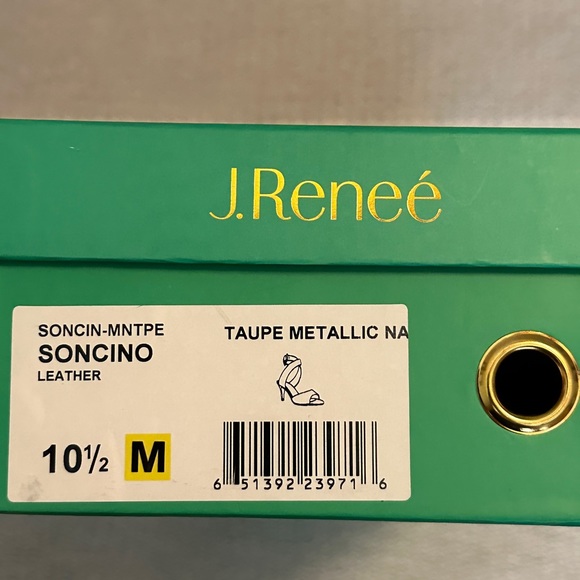 J.Reneé
SONCIN-MNTPE
SONCINO
LEATHER
TAUPE METALLIC NA
10½ M
6 51392 23971 6